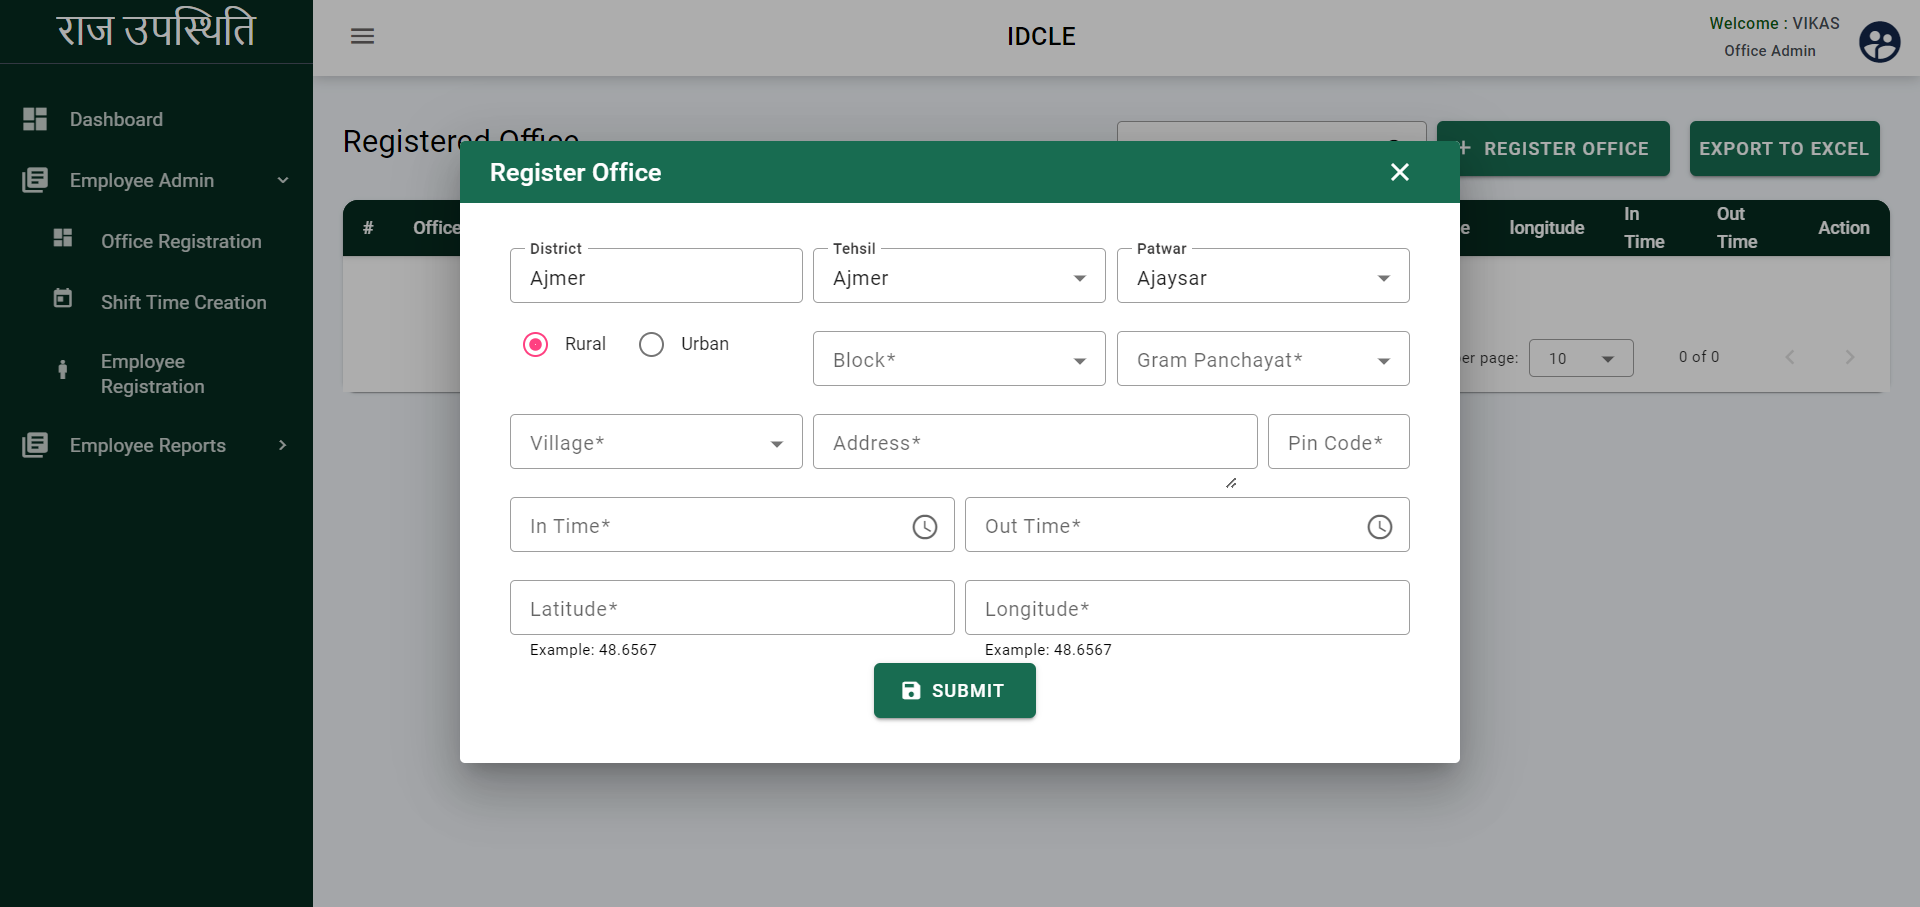 राज उपस्थिति
IDCLE
Welcome : VIKAS
Office Admin
Dashboard
Employee Admin
Office Registration
Shift Time Creation
Employee
Registration
Employee Reports
Registered Office
+ REGISTER OFFICE
EXPORT TO EXCEL
# Office longitude In Time Out Time Action
per page: 10 0 of 0
Register Office
District
Ajmer
Tehsil
Ajmer
Patwar
Ajaysar
Rural
Urban
Block*
Gram Panchayat*
Village*
Address*
Pin Code*
In Time*
Out Time*
Latitude*
Longitude*
Example: 48.6567
Example: 48.6567
SUBMIT